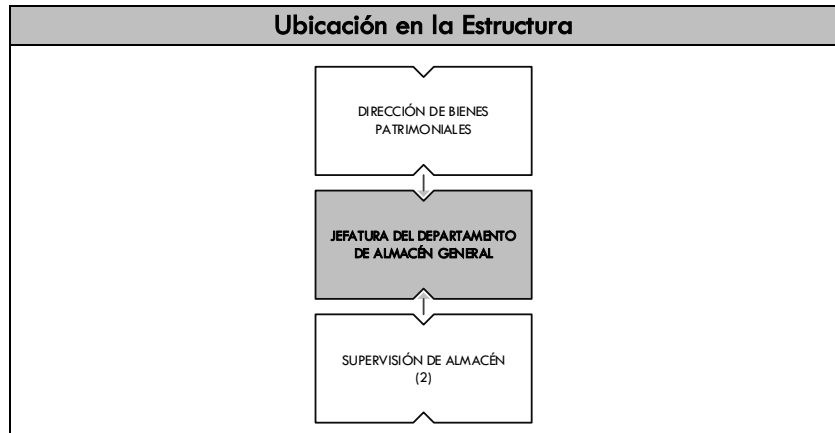 Ubicación en la Estructura
DIRECCIÓN DE BIENES
PATRIMONIALES
JEFATURA DEL DEPARTAMENTO
DE ALMACÉN GENERAL
SUPERVISIÓN DE ALMACÉN
(2)